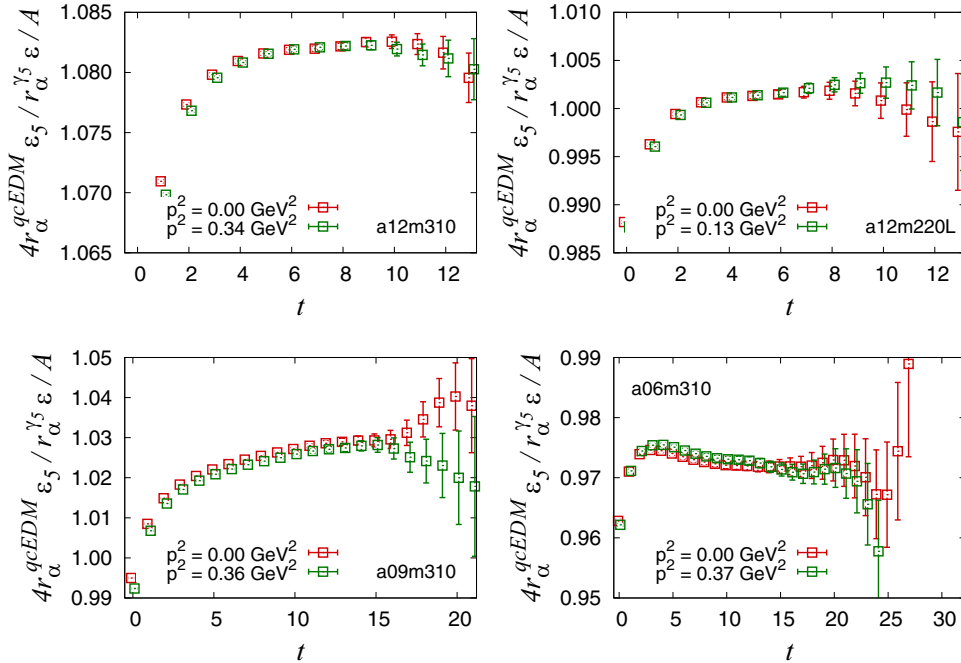 4r_α^{qcEDM} ε_5 / r_α^{γ_5} ε / A
1.085
1.080
1.075
1.070
1.065
p² = 0.00 GeV²
p² = 0.34 GeV²
a12m310
0 2 4 6 8 10 12
t
4r_α^{qcEDM} ε_5 / r_α^{γ_5} ε / A
1.010
1.005
1.000
0.995
0.990
0.985
p² = 0.00 GeV²
p² = 0.13 GeV²
a12m220L
0 2 4 6 8 10 12
t
4r_α^{qcEDM} ε_5 / r_α^{γ_5} ε / A
1.05
1.04
1.03
1.02
1.01
1.00
0.99
p² = 0.00 GeV²
p² = 0.36 GeV²
a09m310
0 5 10 15 20
t
4r_α^{qcEDM} ε_5 / r_α^{γ_5} ε / A
0.99
0.98
0.97
0.96
0.95
a06m310
p² = 0.00 GeV²
p² = 0.37 GeV²
0 5 10 15 20 25 30
t